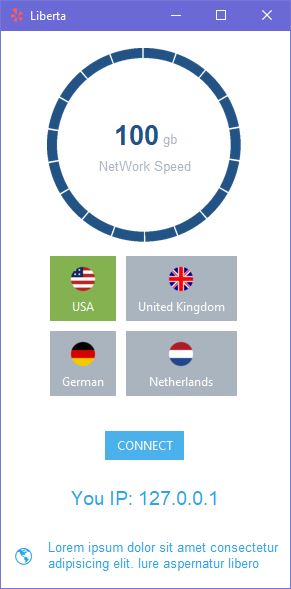 Liberta
100 gb
NetWork Speed
USA
United Kingdom
German
Netherlands
CONNECT
You IP: 127.0.0.1
Lorem ipsum dolor sit amet consectetur
adipisicing elit. Iure aspernatur libero